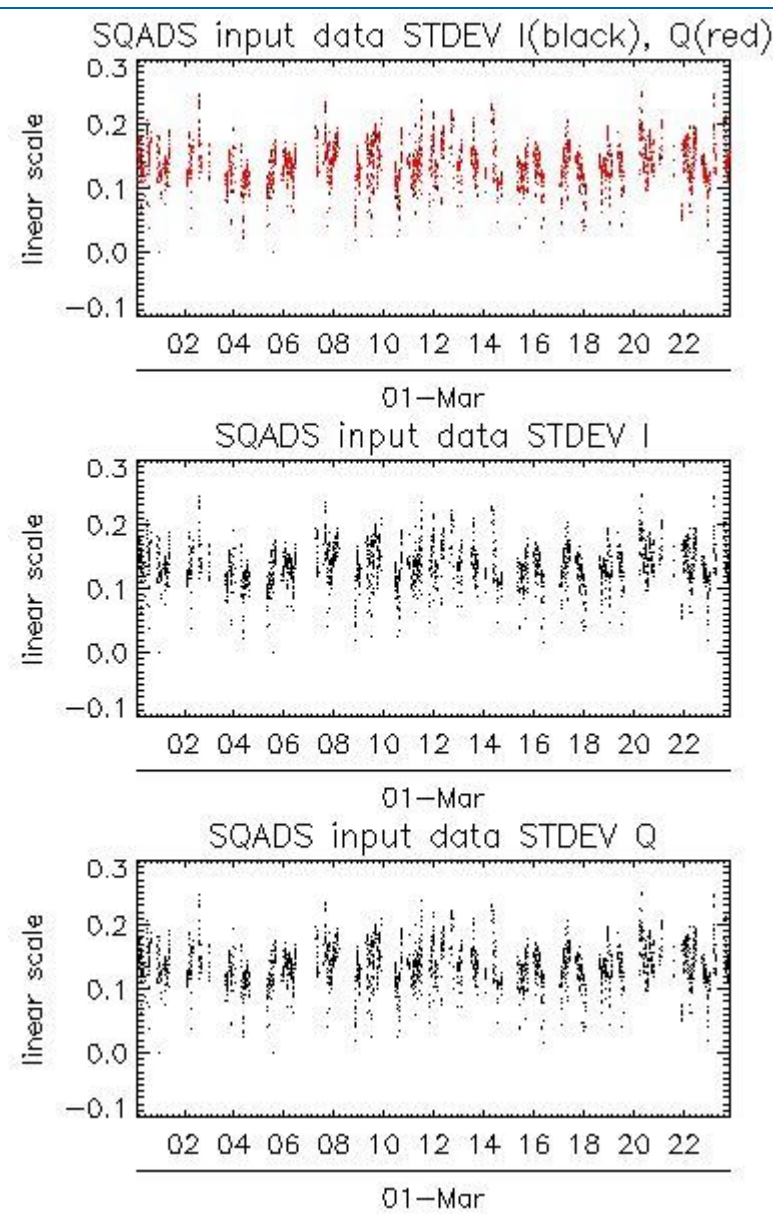 SQADS input data STDEV I(black), Q(red)
0.3
0.2
0.1
0.0
−0.1
linear scale
02 04 06 08 10 12 14 16 18 20 22
01−Mar
SQADS input data STDEV I
0.3
0.2
0.1
0.0
−0.1
linear scale
02 04 06 08 10 12 14 16 18 20 22
01−Mar
SQADS input data STDEV Q
0.3
0.2
0.1
0.0
−0.1
linear scale
02 04 06 08 10 12 14 16 18 20 22
01−Mar